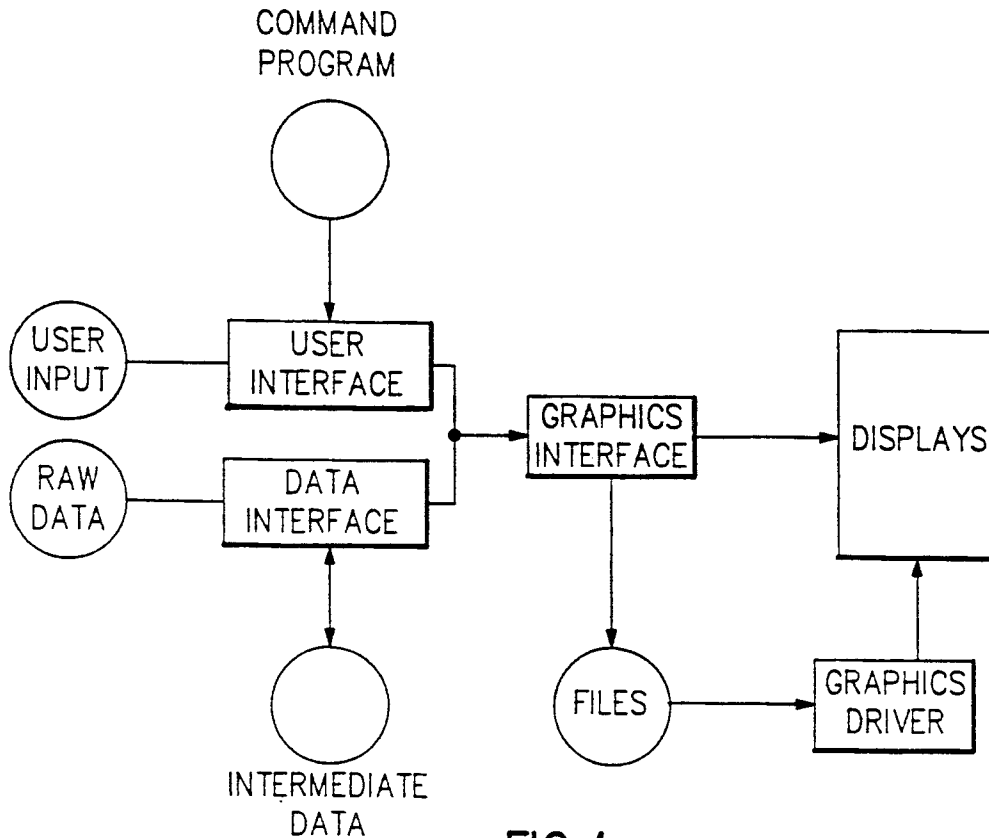 COMMAND
PROGRAM
USER
INPUT
USER
INTERFACE
RAW
DATA
DATA
INTERFACE
GRAPHICS
INTERFACE
DISPLAYS
FILES
GRAPHICS
DRIVER
INTERMEDIATE
DATA